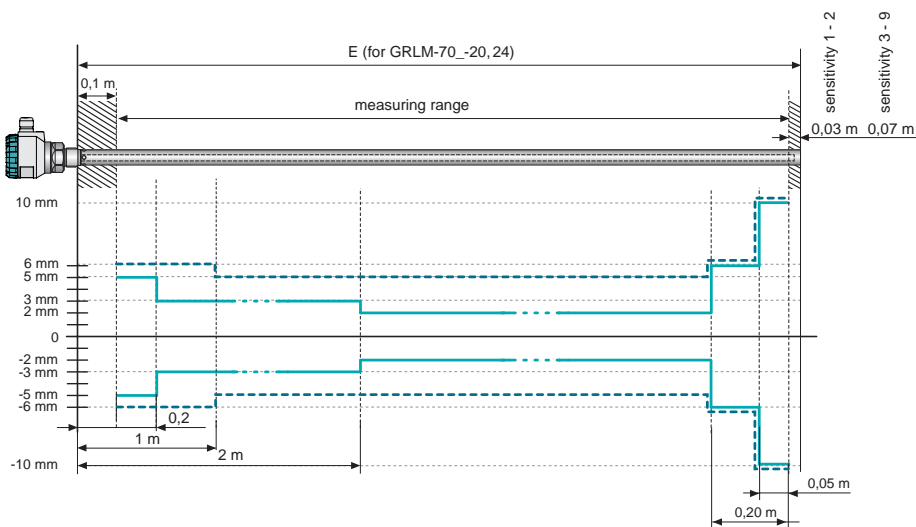 E (for GRLM-70_-20, 24)
sensitivity 1 - 2
sensitivity 3 - 9
0,1 m
measuring range
0,03 m
0,07 m
10 mm
6 mm
5 mm
3 mm
2 mm
0
-2 mm
-3 mm
-5 mm
-6 mm
-10 mm
0,2
1 m
2 m
0,05 m
0,20 m